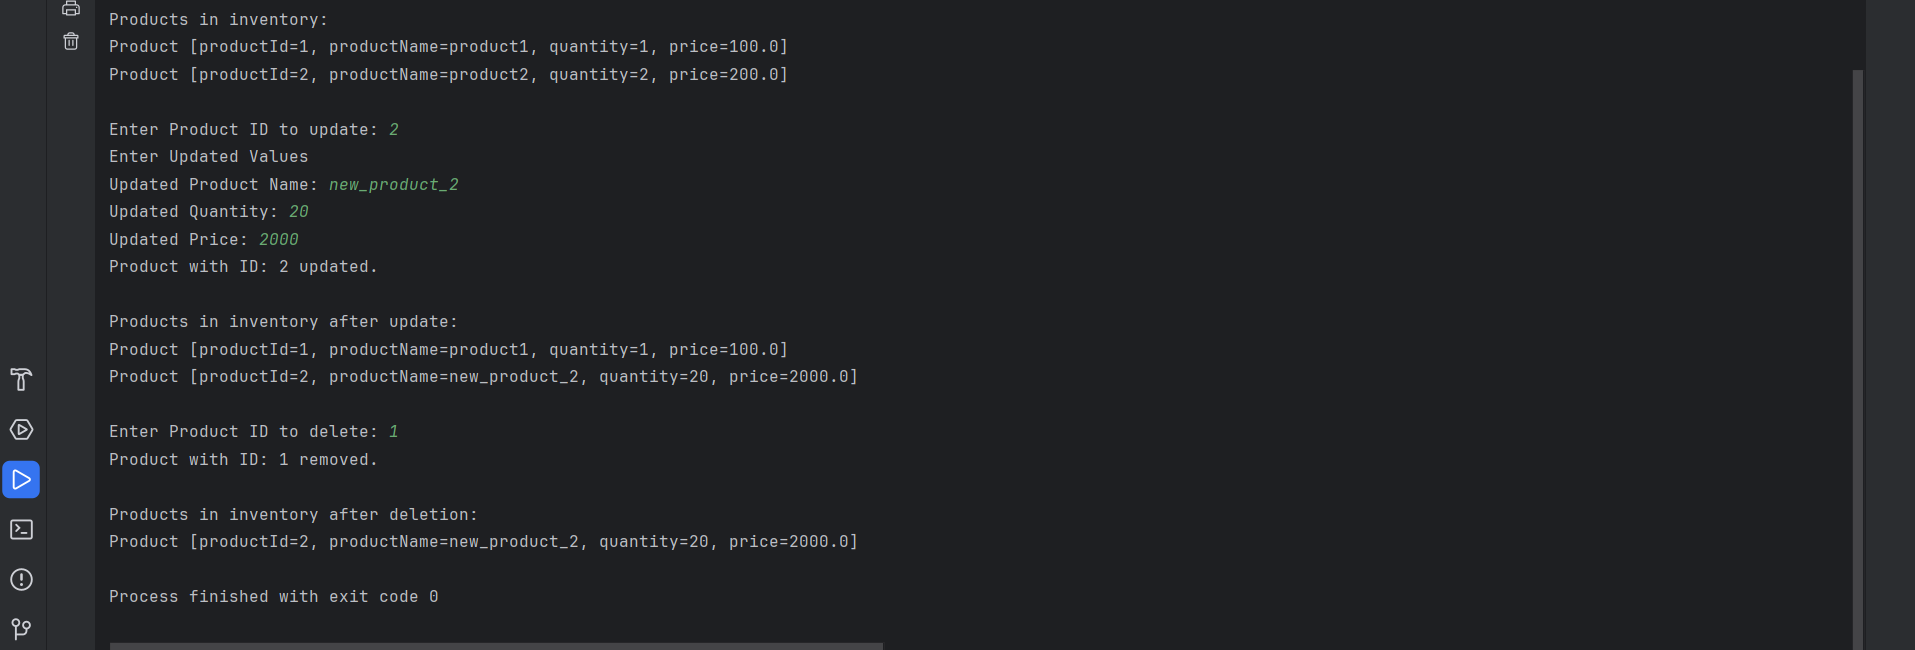 Products in inventory:
Product [productId=1, productName=product1, quantity=1, price=100.0]
Product [productId=2, productName=product2, quantity=2, price=200.0]
Enter Product ID to update: 2
Enter Updated Values
Updated Product Name: new_product_2
Updated Quantity: 20
Updated Price: 2000
Product with ID: 2 updated.
Products in inventory after update:
Product [productId=1, productName=product1, quantity=1, price=100.0]
Product [productId=2, productName=new_product_2, quantity=20, price=2000.0]
Enter Product ID to delete: 1
Product with ID: 1 removed.
Products in inventory after deletion:
Product [productId=2, productName=new_product_2, quantity=20, price=2000.0]
Process finished with exit code 0